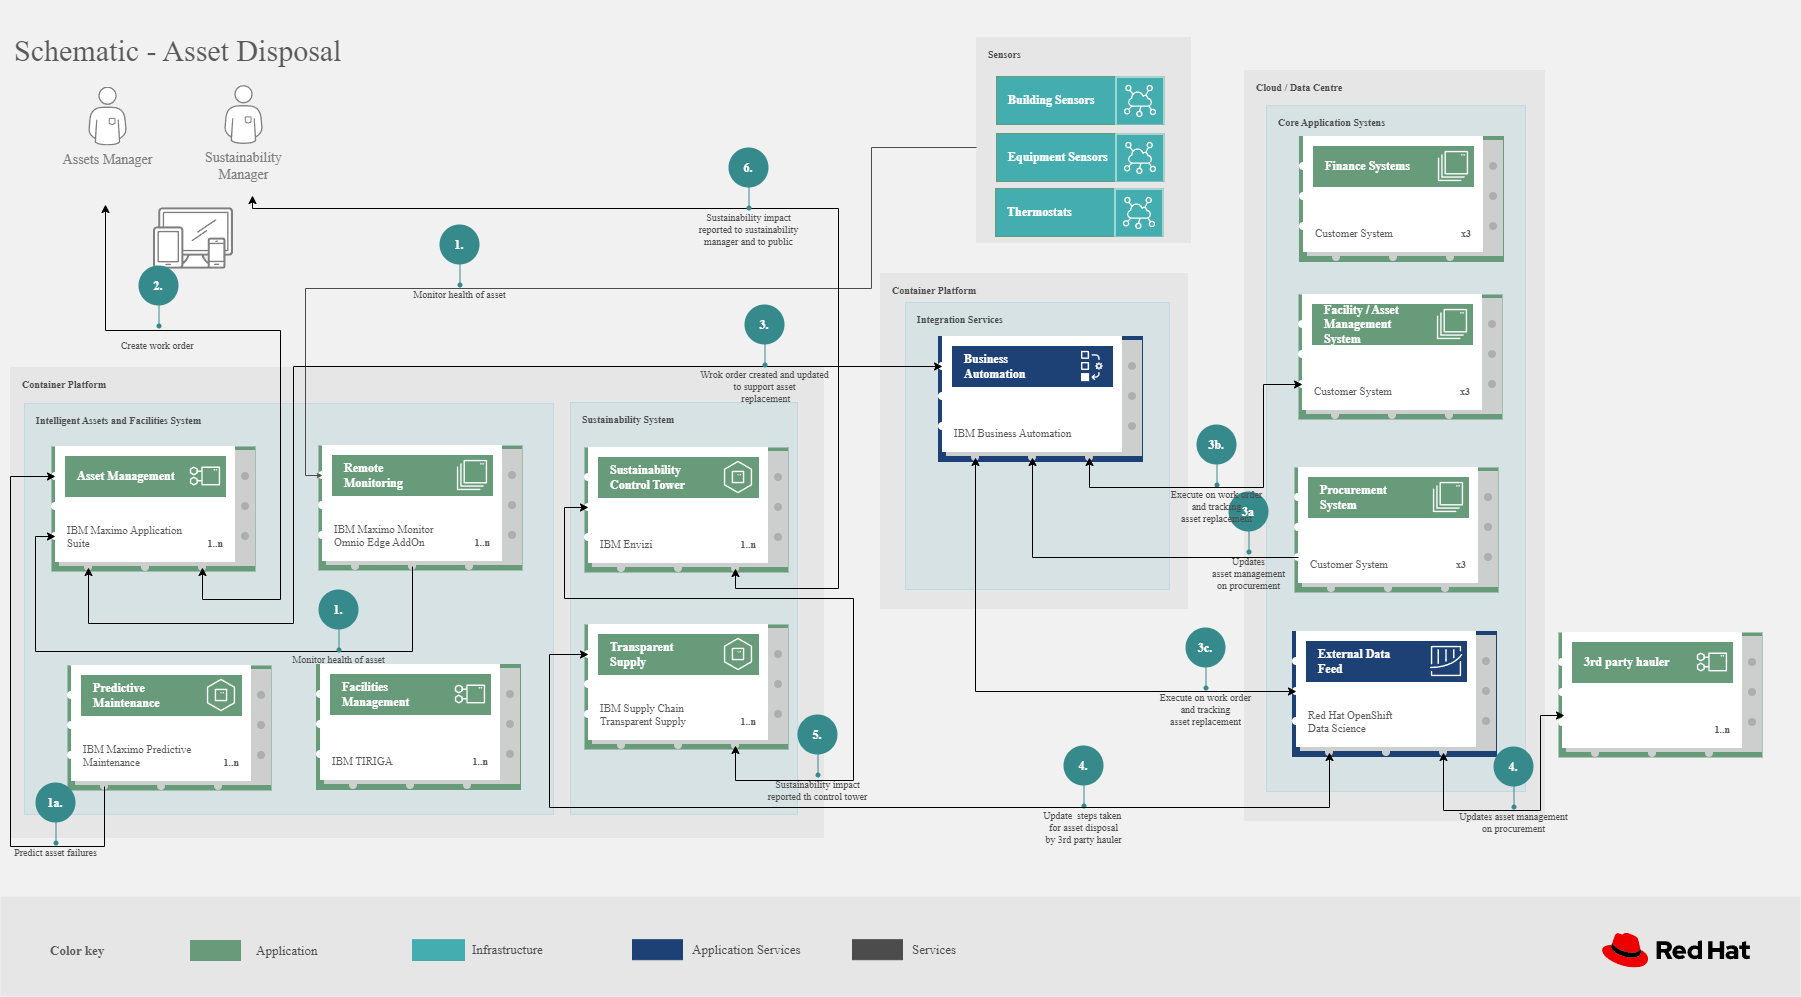 Schematic - Asset Disposal
Assets Manager
Sustainability
Manager
6.
Sustainability impact
reported to sustainability
manager and to public
1.
Monitor health of asset
2.
Create work order
3.
Wrok order created and updated
to support asset
replacement
Sensors
Building Sensors
Equipment Sensors
Thermostats
Cloud / Data Centre
Core Application Systens
Finance Systems
Customer System
x3
Facility / Asset
Management
System
Customer System
x3
Procurement
System
Customer System
x3
External Data
Feed
Red Hat OpenShift
Data Science
Container Platform
Integration Services
Business
Automation
IBM Business Automation
3b.
Execute on work order
and tracking
asset replacement
3a
Updates
asset management
on procurement
3c.
Execute on work order
and tracking
asset replacement
Container Platform
Intelligent Assets and Facilities System
Asset Management
IBM Maximo Application
Suite
1..n
Remote
Monitoring
IBM Maximo Monitor
Omnio Edge AddOn
1..n
1.
Monitor health of asset
Predictive
Maintenance
IBM Maximo Predictive
Maintenance
1..n
Facilities
Management
IBM TIRIGA
1..n
1a.
Predict asset failures
Sustainability System
Sustainability
Control Tower
IBM Envizi
1..n
Transparent
Supply
IBM Supply Chain
Transparent Supply
1..n
5.
Sustainability impact
reported th control tower
4.
Update steps taken
for asset disposal
by 3rd party hauler
4.
Updates asset management
on procurement
3rd party hauler
1..n
Color key
Application
Infrastructure
Application Services
Services
Red Hat